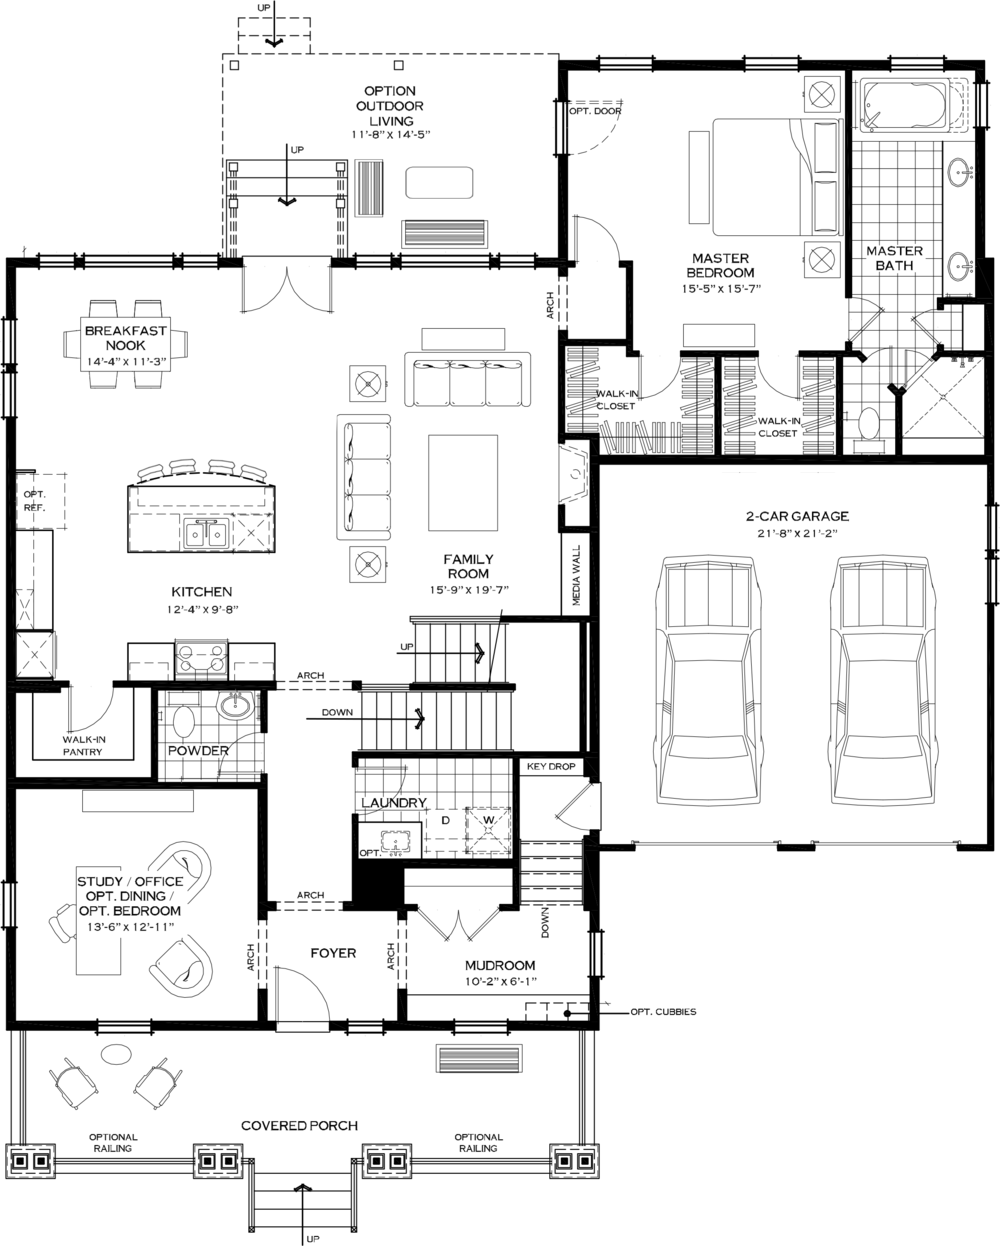 UP
OPTION
OUTDOOR
LIVING
11'-8" X 14'-5"
UP
OPT. DOOR
MASTER
BEDROOM
15'-5" X 15'-7"
MASTER
BATH
ARCH
BREAKFAST
NOOK
14'-4" X 11'-3"
WALK-IN
CLOSET
WALK-IN
CLOSET
OPT.
REF.
2-CAR GARAGE
21'-8" X 21'-2"
FAMILY
ROOM
15'-9" X 19'-7"
MEDIA WALL
KITCHEN
12'-4" X 9'-8"
UP
ARCH
DOWN
WALK-IN
PANTRY
POWDER
KEY DROP
LAUNDRY
D
W
OPT.
STUDY / OFFICE
OPT. DINING /
OPT. BEDROOM
13'-6" X 12'-11"
ARCH
DOWN
ARCH
FOYER
ARCH
MUDROOM
10'-2" X 6'-1"
OPT. CUBBIES
COVERED PORCH
OPTIONAL
RAILING
OPTIONAL
RAILING
UP